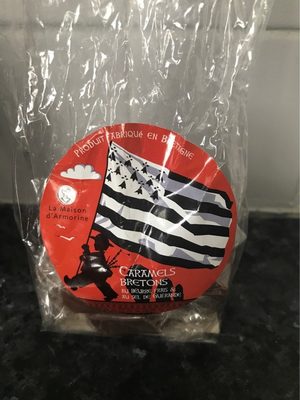 PRODUIT FABRIQUÉ EN BRETAGNE
La Maison
d'Armorine
CARAMELS
BRETONS
AU BEURRE FRAIS &
AU SEL DE GUÉRANDE